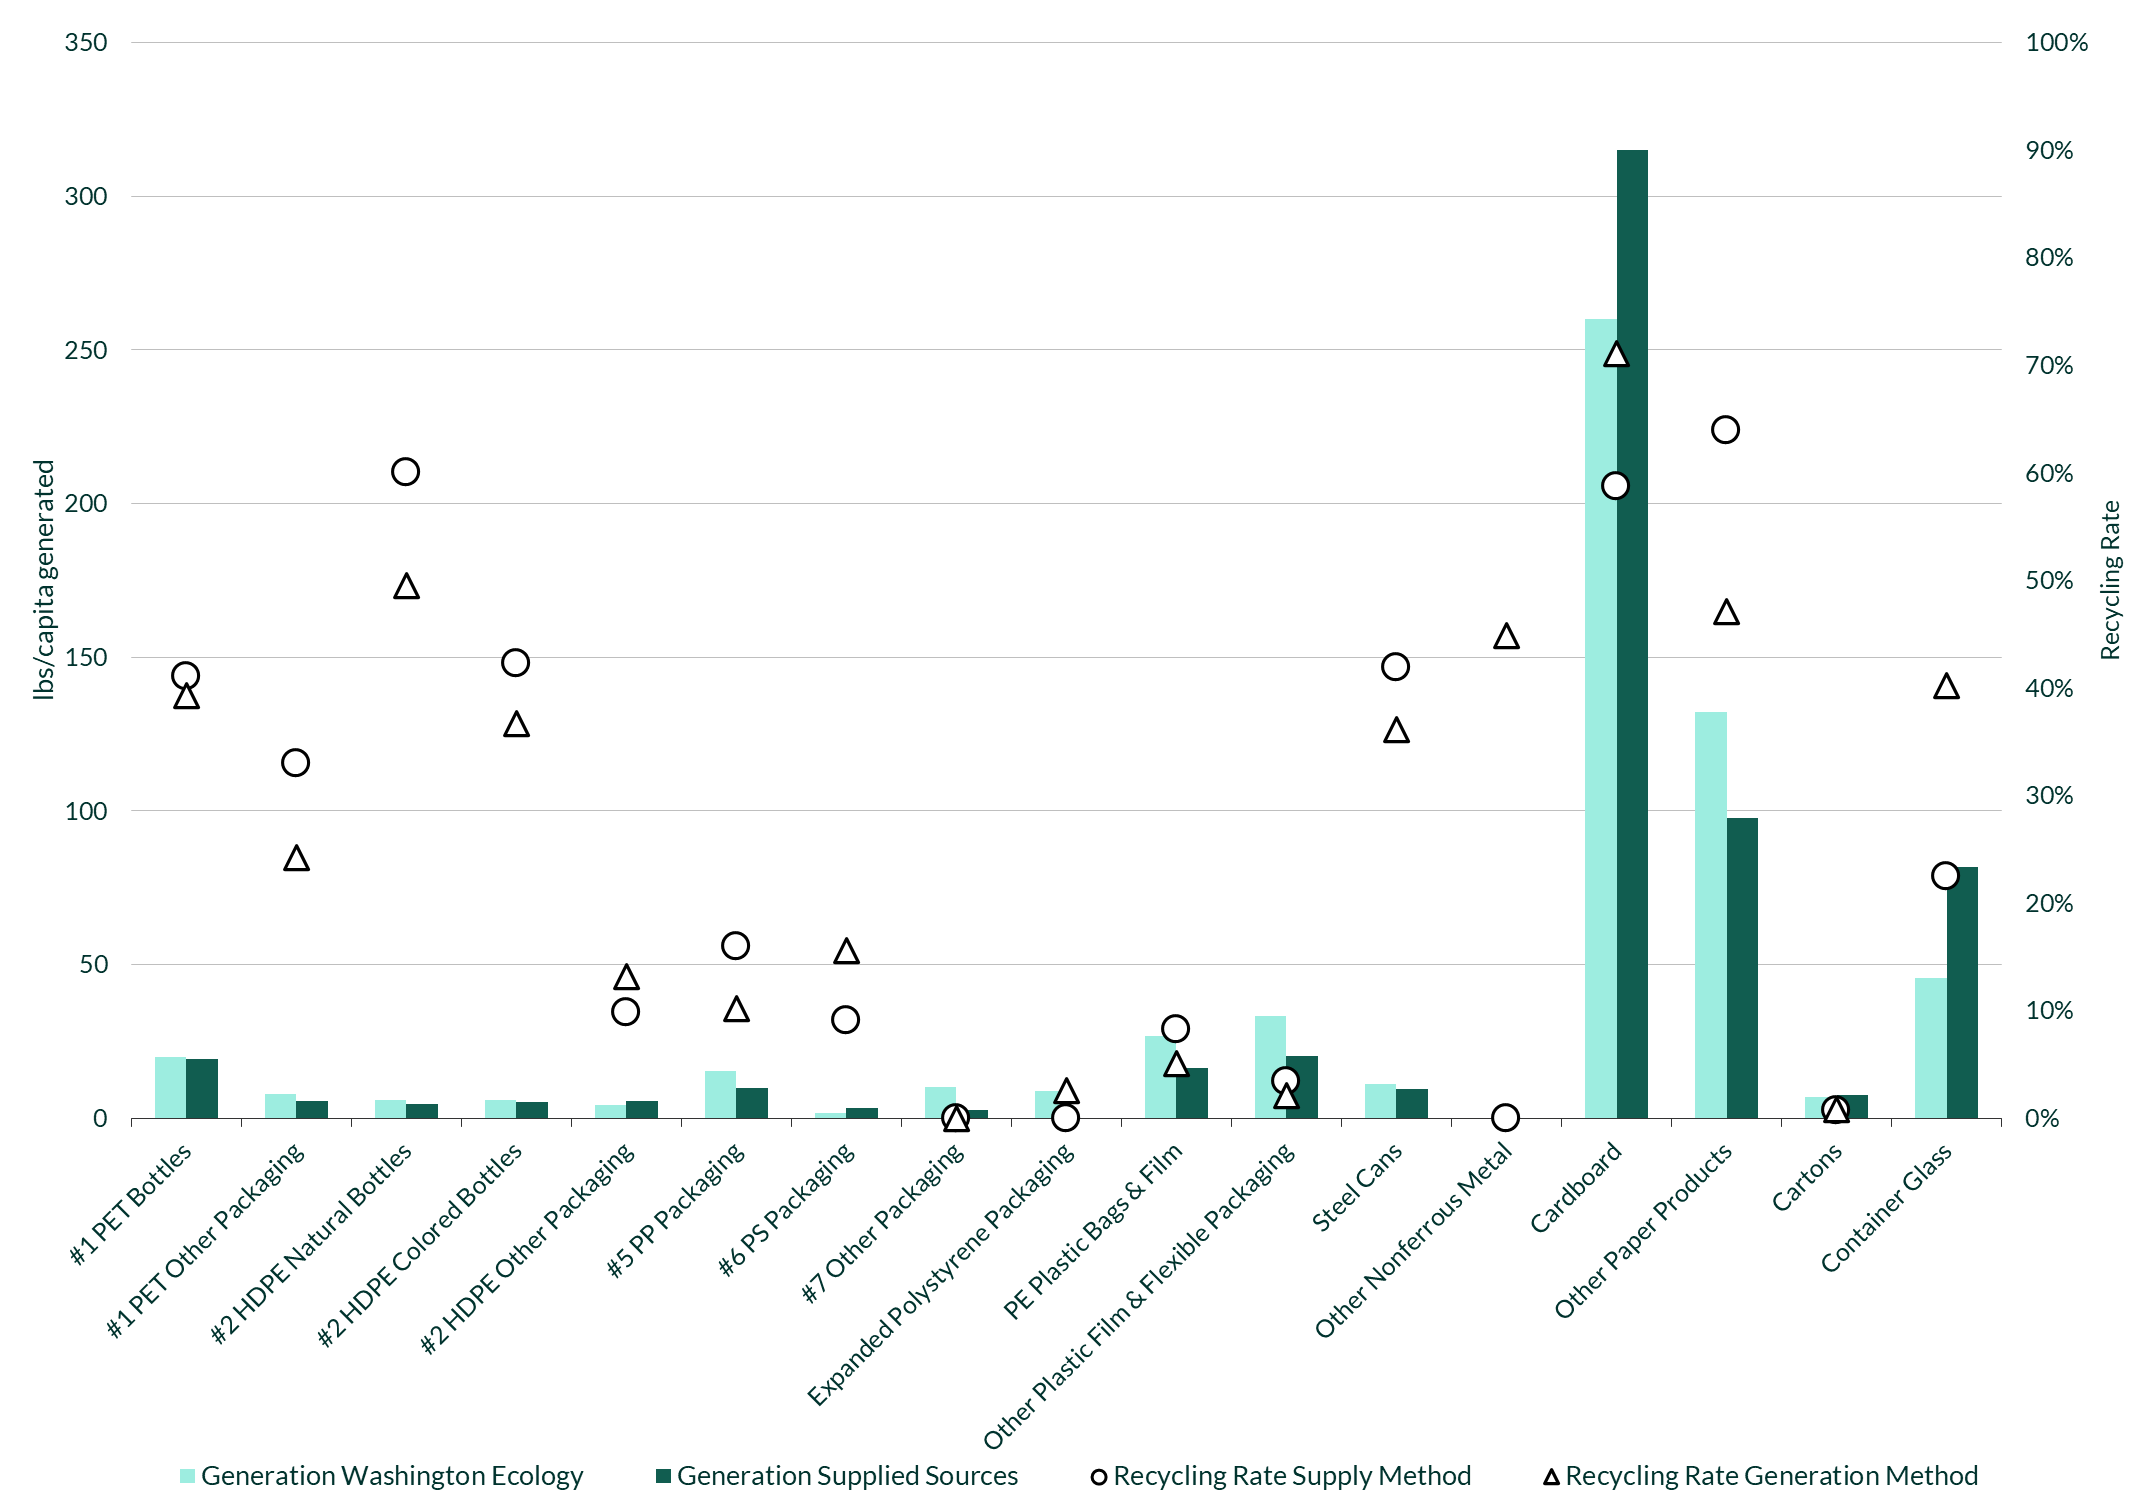 350
300
250
200
150
100
50
0
lbs/capita generated
100%
90%
80%
70%
60%
50%
40%
30%
20%
10%
0%
Recycling Rate
#1 PET Bottles
#1 PET Other Packaging
#2 HDPE Natural Bottles
#2 HDPE Colored Bottles
#2 HDPE Other Packaging
#5 PP Packaging
#6 PS Packaging
#7 Other Packaging
Expanded Polystyrene Packaging
PE Plastic Bags & Film
Other Plastic Film & Flexible Packaging
Steel Cans
Other Nonferrous Metal
Cardboard
Other Paper Products
Cartons
Container Glass
Generation Washington Ecology
Generation Supplied Sources
Recycling Rate Supply Method
Recycling Rate Generation Method